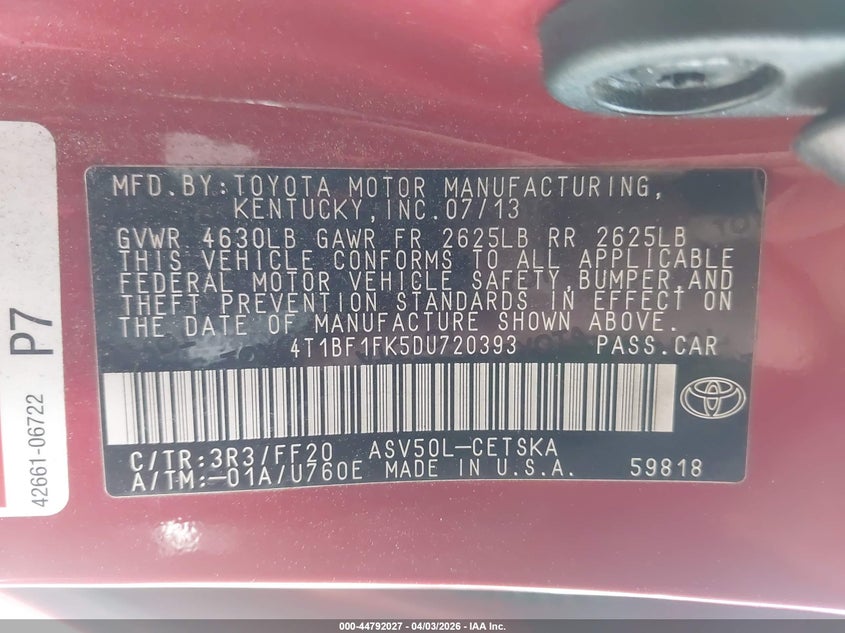 MFD.BY:TOYOTA MOTOR MANUFACTURING,
KENTUCKY,INC.07/13
GVWR 4630LB GAWR FR 2625LB RR 2625LB
THIS VEHICLE CONFORMS TO ALL APPLICABLE
FEDERAL MOTOR VEHICLE SAFETY,BUMPER,AND
THEFT PREVENTION STANDARDS IN EFFECT ON
THE DATE OF MANUFACTURE SHOWN ABOVE.
4T1BF1FK5DU720393 PASS.CAR
C/TR:3R3/FF20 ASV50L-CETSKA
A/TM:-01A/U760E MADE IN U.S.A. 59818
P7
42661-06722
000-44792027 - 04/03/2026 - IAA Inc.